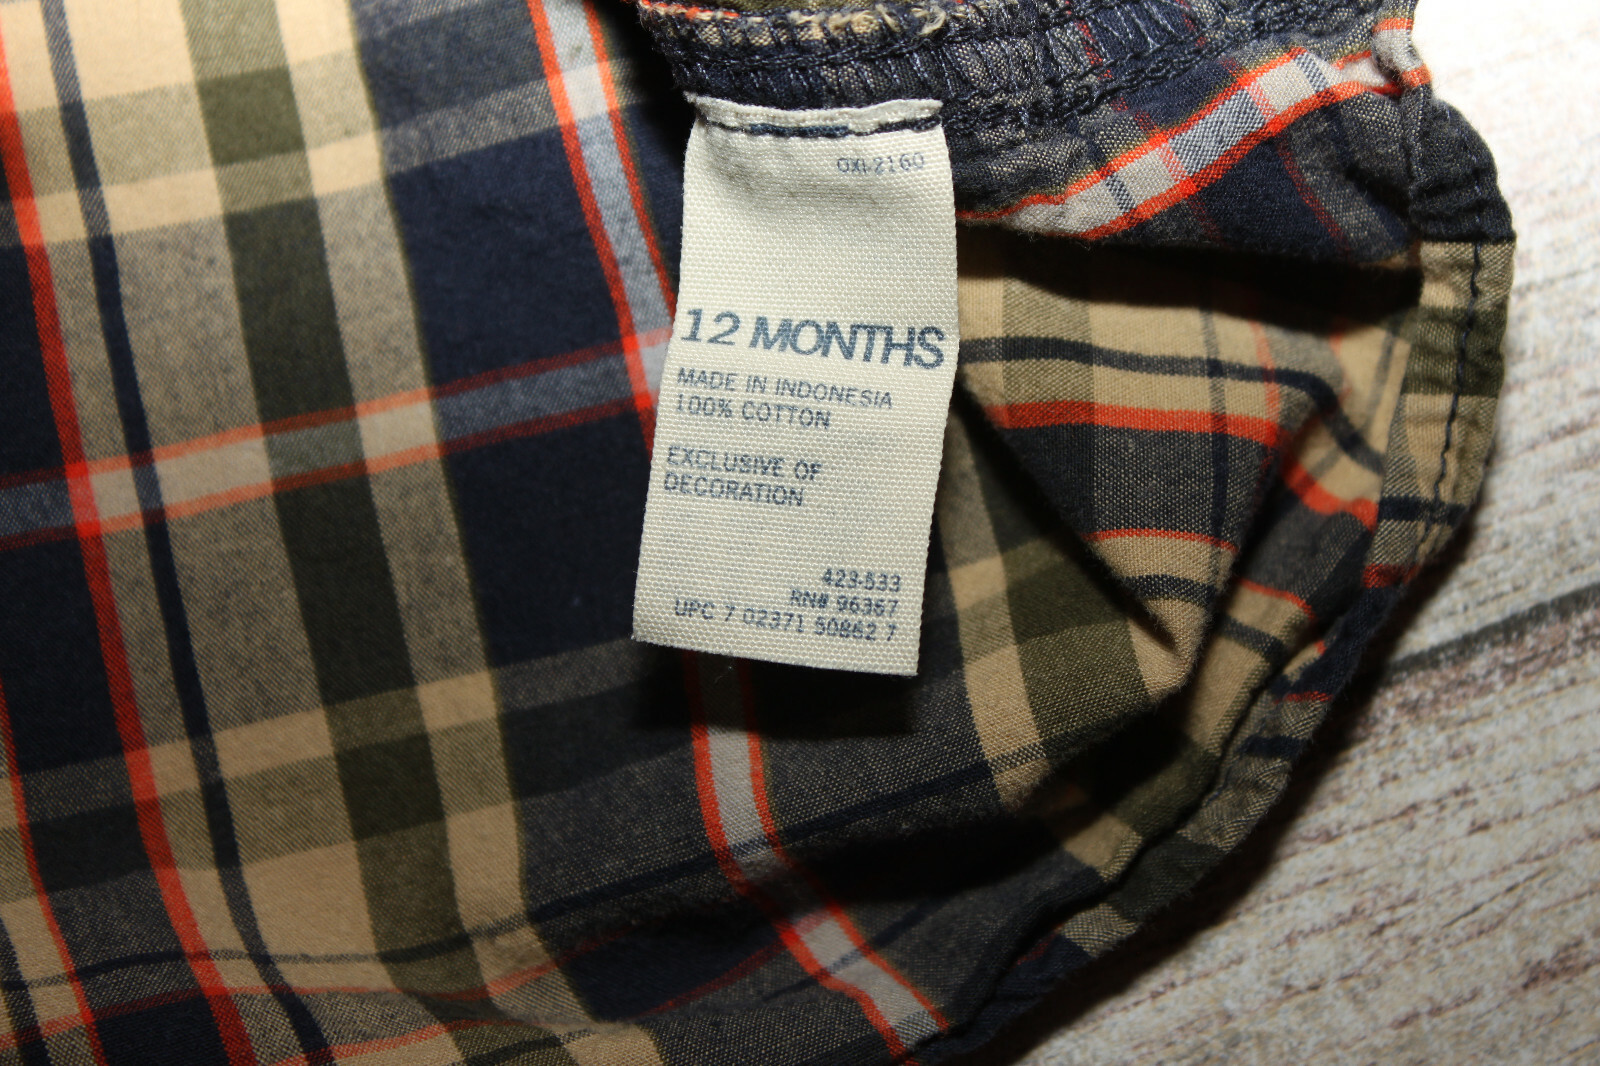 OXI-2160
12 MONTHS
MADE IN INDONESIA
100% COTTON
EXCLUSIVE OF
DECORATION
423-533
RN# 96367
UPC 7 02371 50862 7